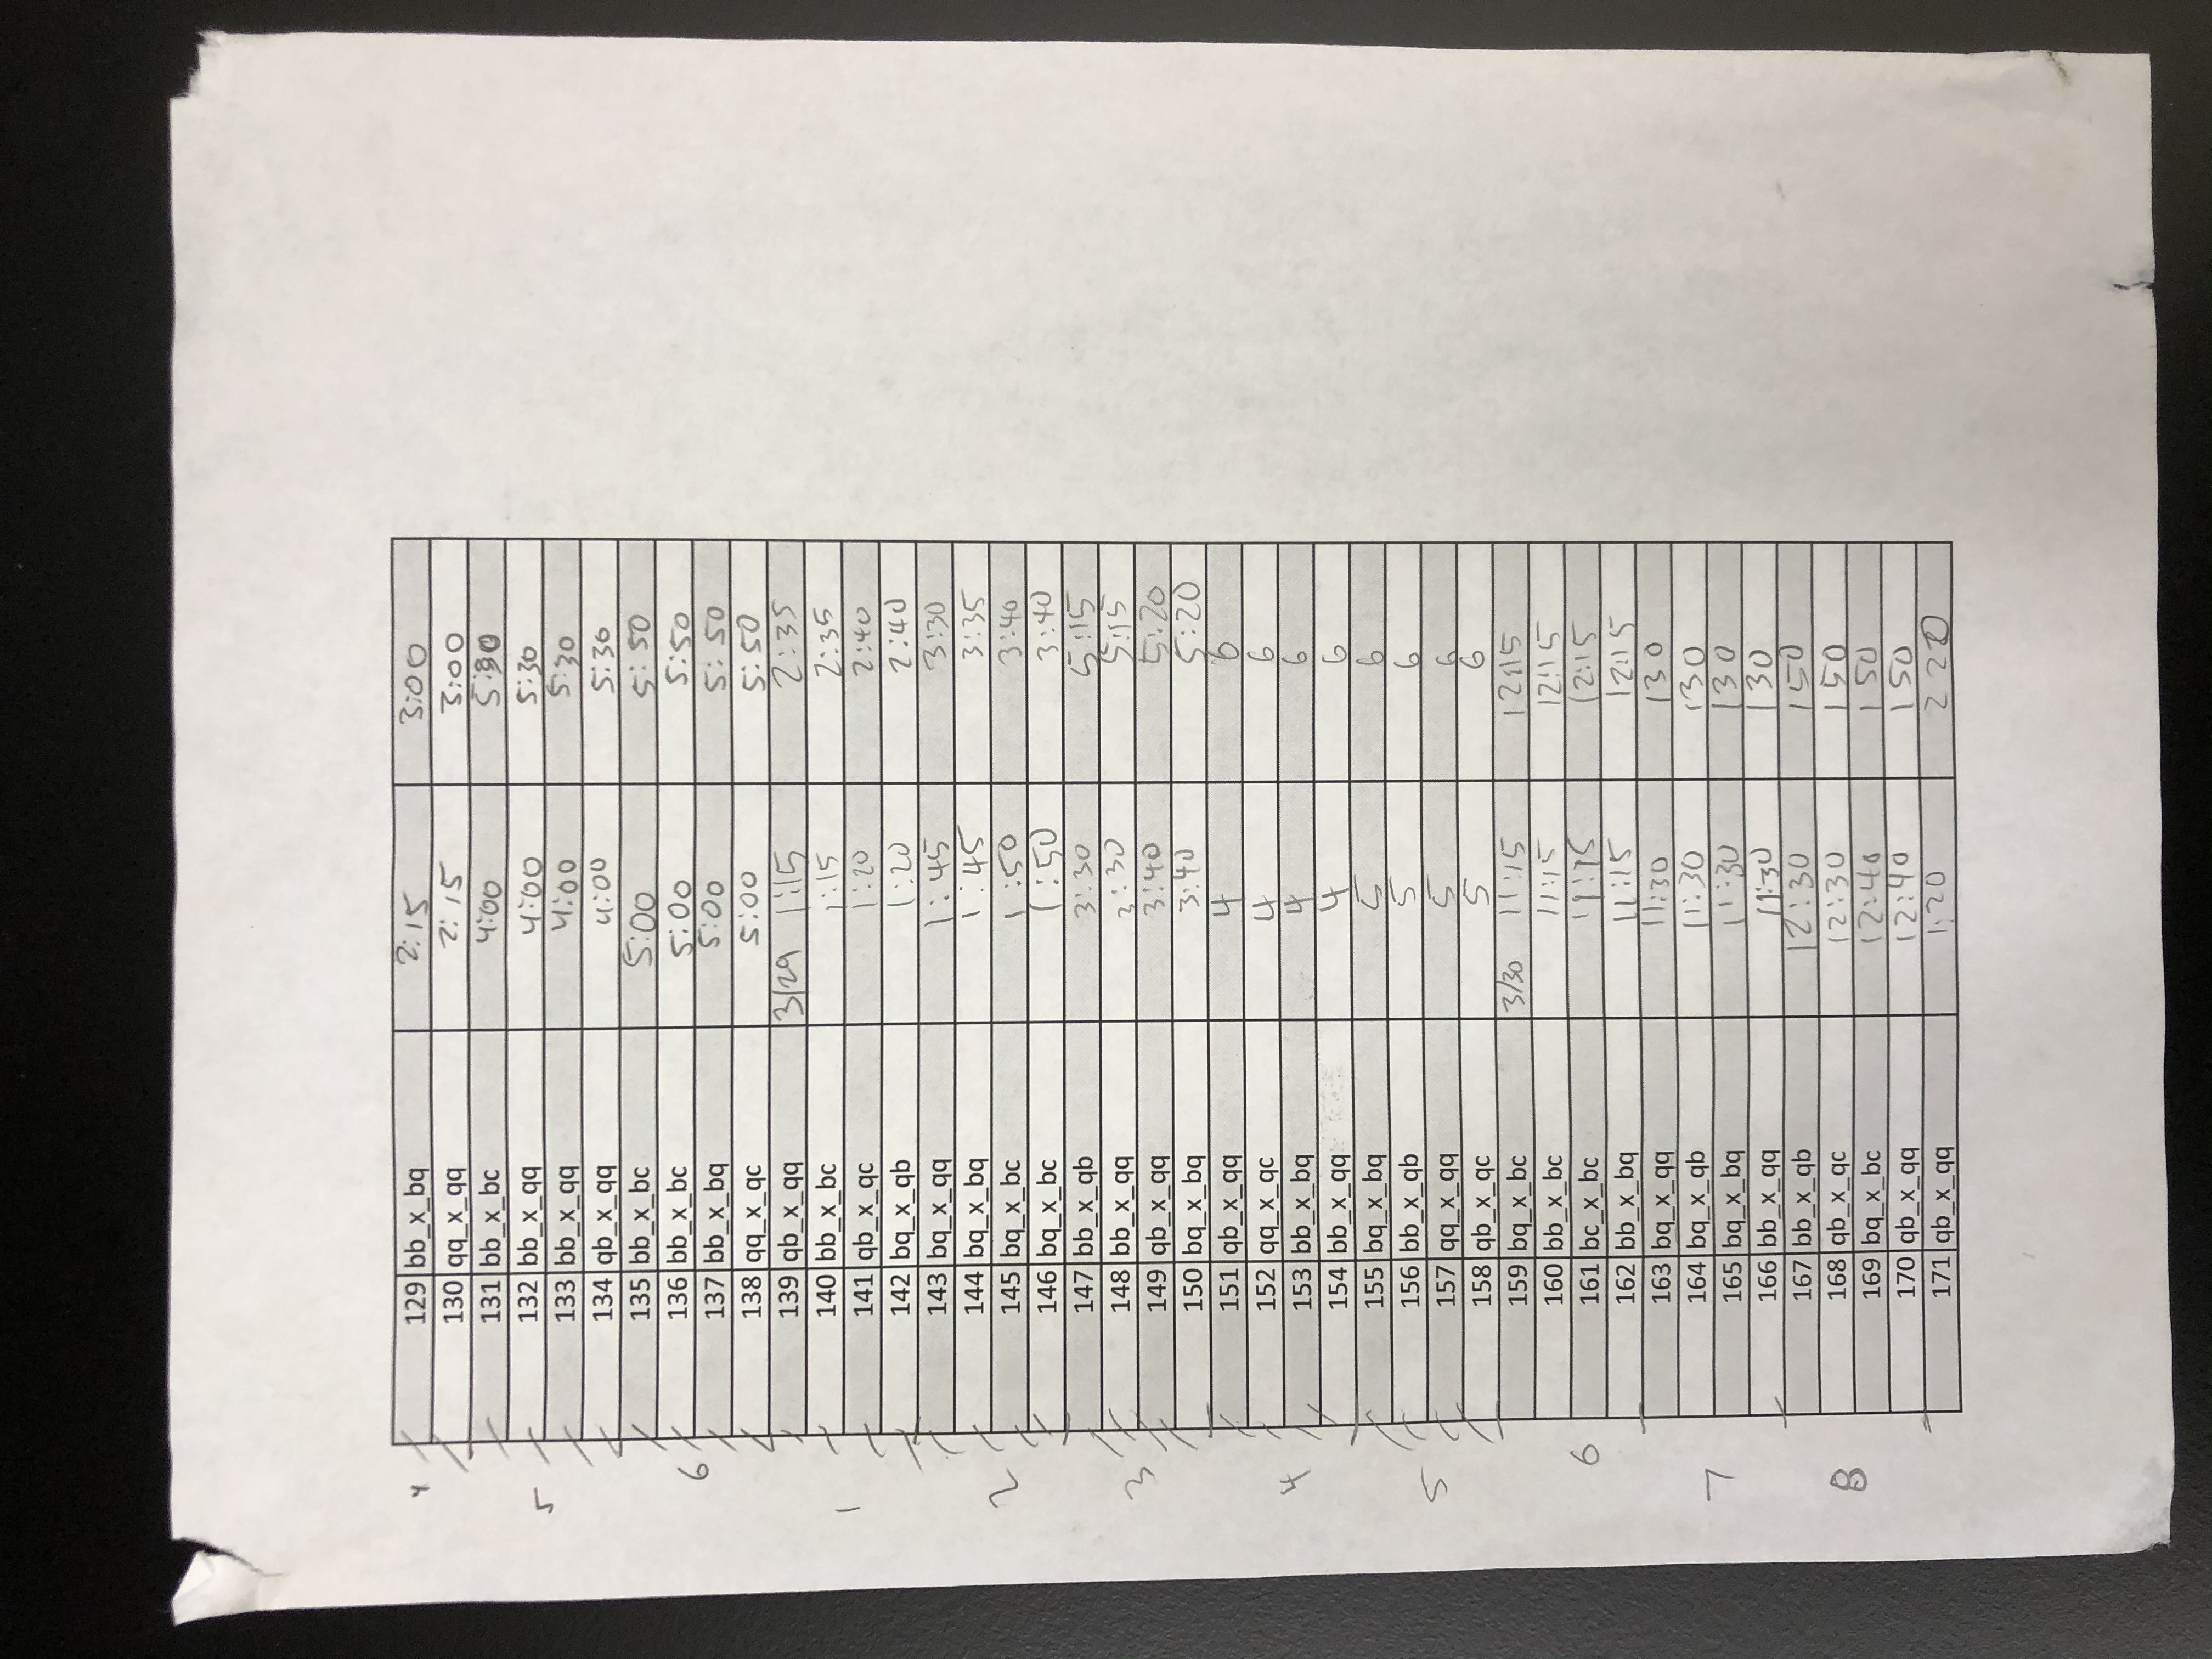 4 129 bb_x_bq 2:15 3:00
130 qq_x_qq 2:15 3:00
131 bb_x_bc 4:00 5:30
5 132 bb_x_qq 4:00 5:30
133 bb_x_qq 4:00 5:30
134 qb_x_qq 4:00 5:30
135 bb_x_bc 5:00 5:50
6 136 bb_x_bc 5:00 5:50
137 bb_x_bq 5:00 5:50
138 qq_x_qc 5:00 5:50
139 qb_x_qq 3/29 1:15 2:35
1 140 bb_x_bc 1:15 2:35
141 qb_x_qc 1:20 2:40
142 bq_x_qb 1:20 2:40
143 bq_x_qq 1:45 3:30
144 bq_x_bq 1:45 3:35
2 145 bq_x_bc 1:50 3:40
146 bq_x_bc 1:50 3:40
147 bb_x_qb 3:30 5:15
3 148 bb_x_qq 3:30 5:15
149 qb_x_qq 3:40 5:20
150 bq_x_bq 3:40 5:20
151 qb_x_qq 4 6
152 qq_x_qc 4 6
4 153 bb_x_bq 4 6
154 bb_x_qq 4 6
155 bq_x_bq 5 6
156 bb_x_qb 5 6
5 157 qq_x_qq 5 6
158 qb_x_qc 5 6
159 bq_x_bc 3/30 11:15 12:15
160 bb_x_bc 11:15 12:15
6 161 bc_x_bc 11:15 12:15
162 bb_x_bq 11:15 12:15
163 bq_x_qq 11:30 130
164 bq_x_qb 11:30 130
7 165 bq_x_bq 11:30 130
166 bb_x_qq 11:30 130
167 bb_x_qb 12:30 150
8 168 qb_x_qc 12:30 150
169 bq_x_bc 12:40 150
170 qb_x_qq 12:40 150
171 qb_x_qq 1:20 220